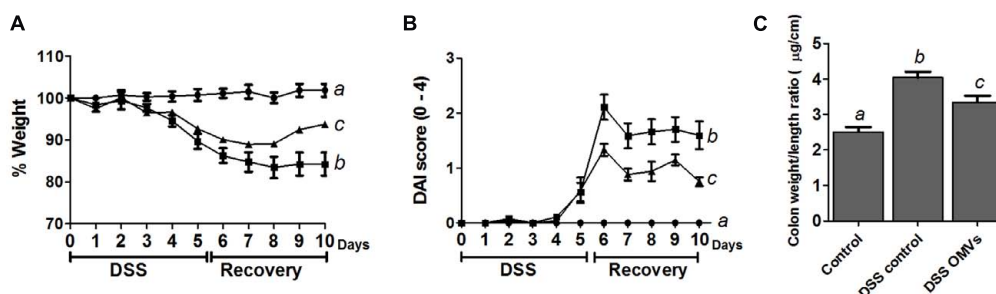 A
% Weight
110
100
90
80
70
a
c
b
0 1 2 3 4 5 6 7 8 9 10 Days
DSS Recovery
B
DAI score (0 - 4)
3
2
1
0
b
c
a
0 1 2 3 4 5 6 7 8 9 10 Days
DSS Recovery
C
Colon weight/length ratio ( µg/cm)
5
4
3
2
1
0
a
b
c
Control
DSS control
DSS OMVs